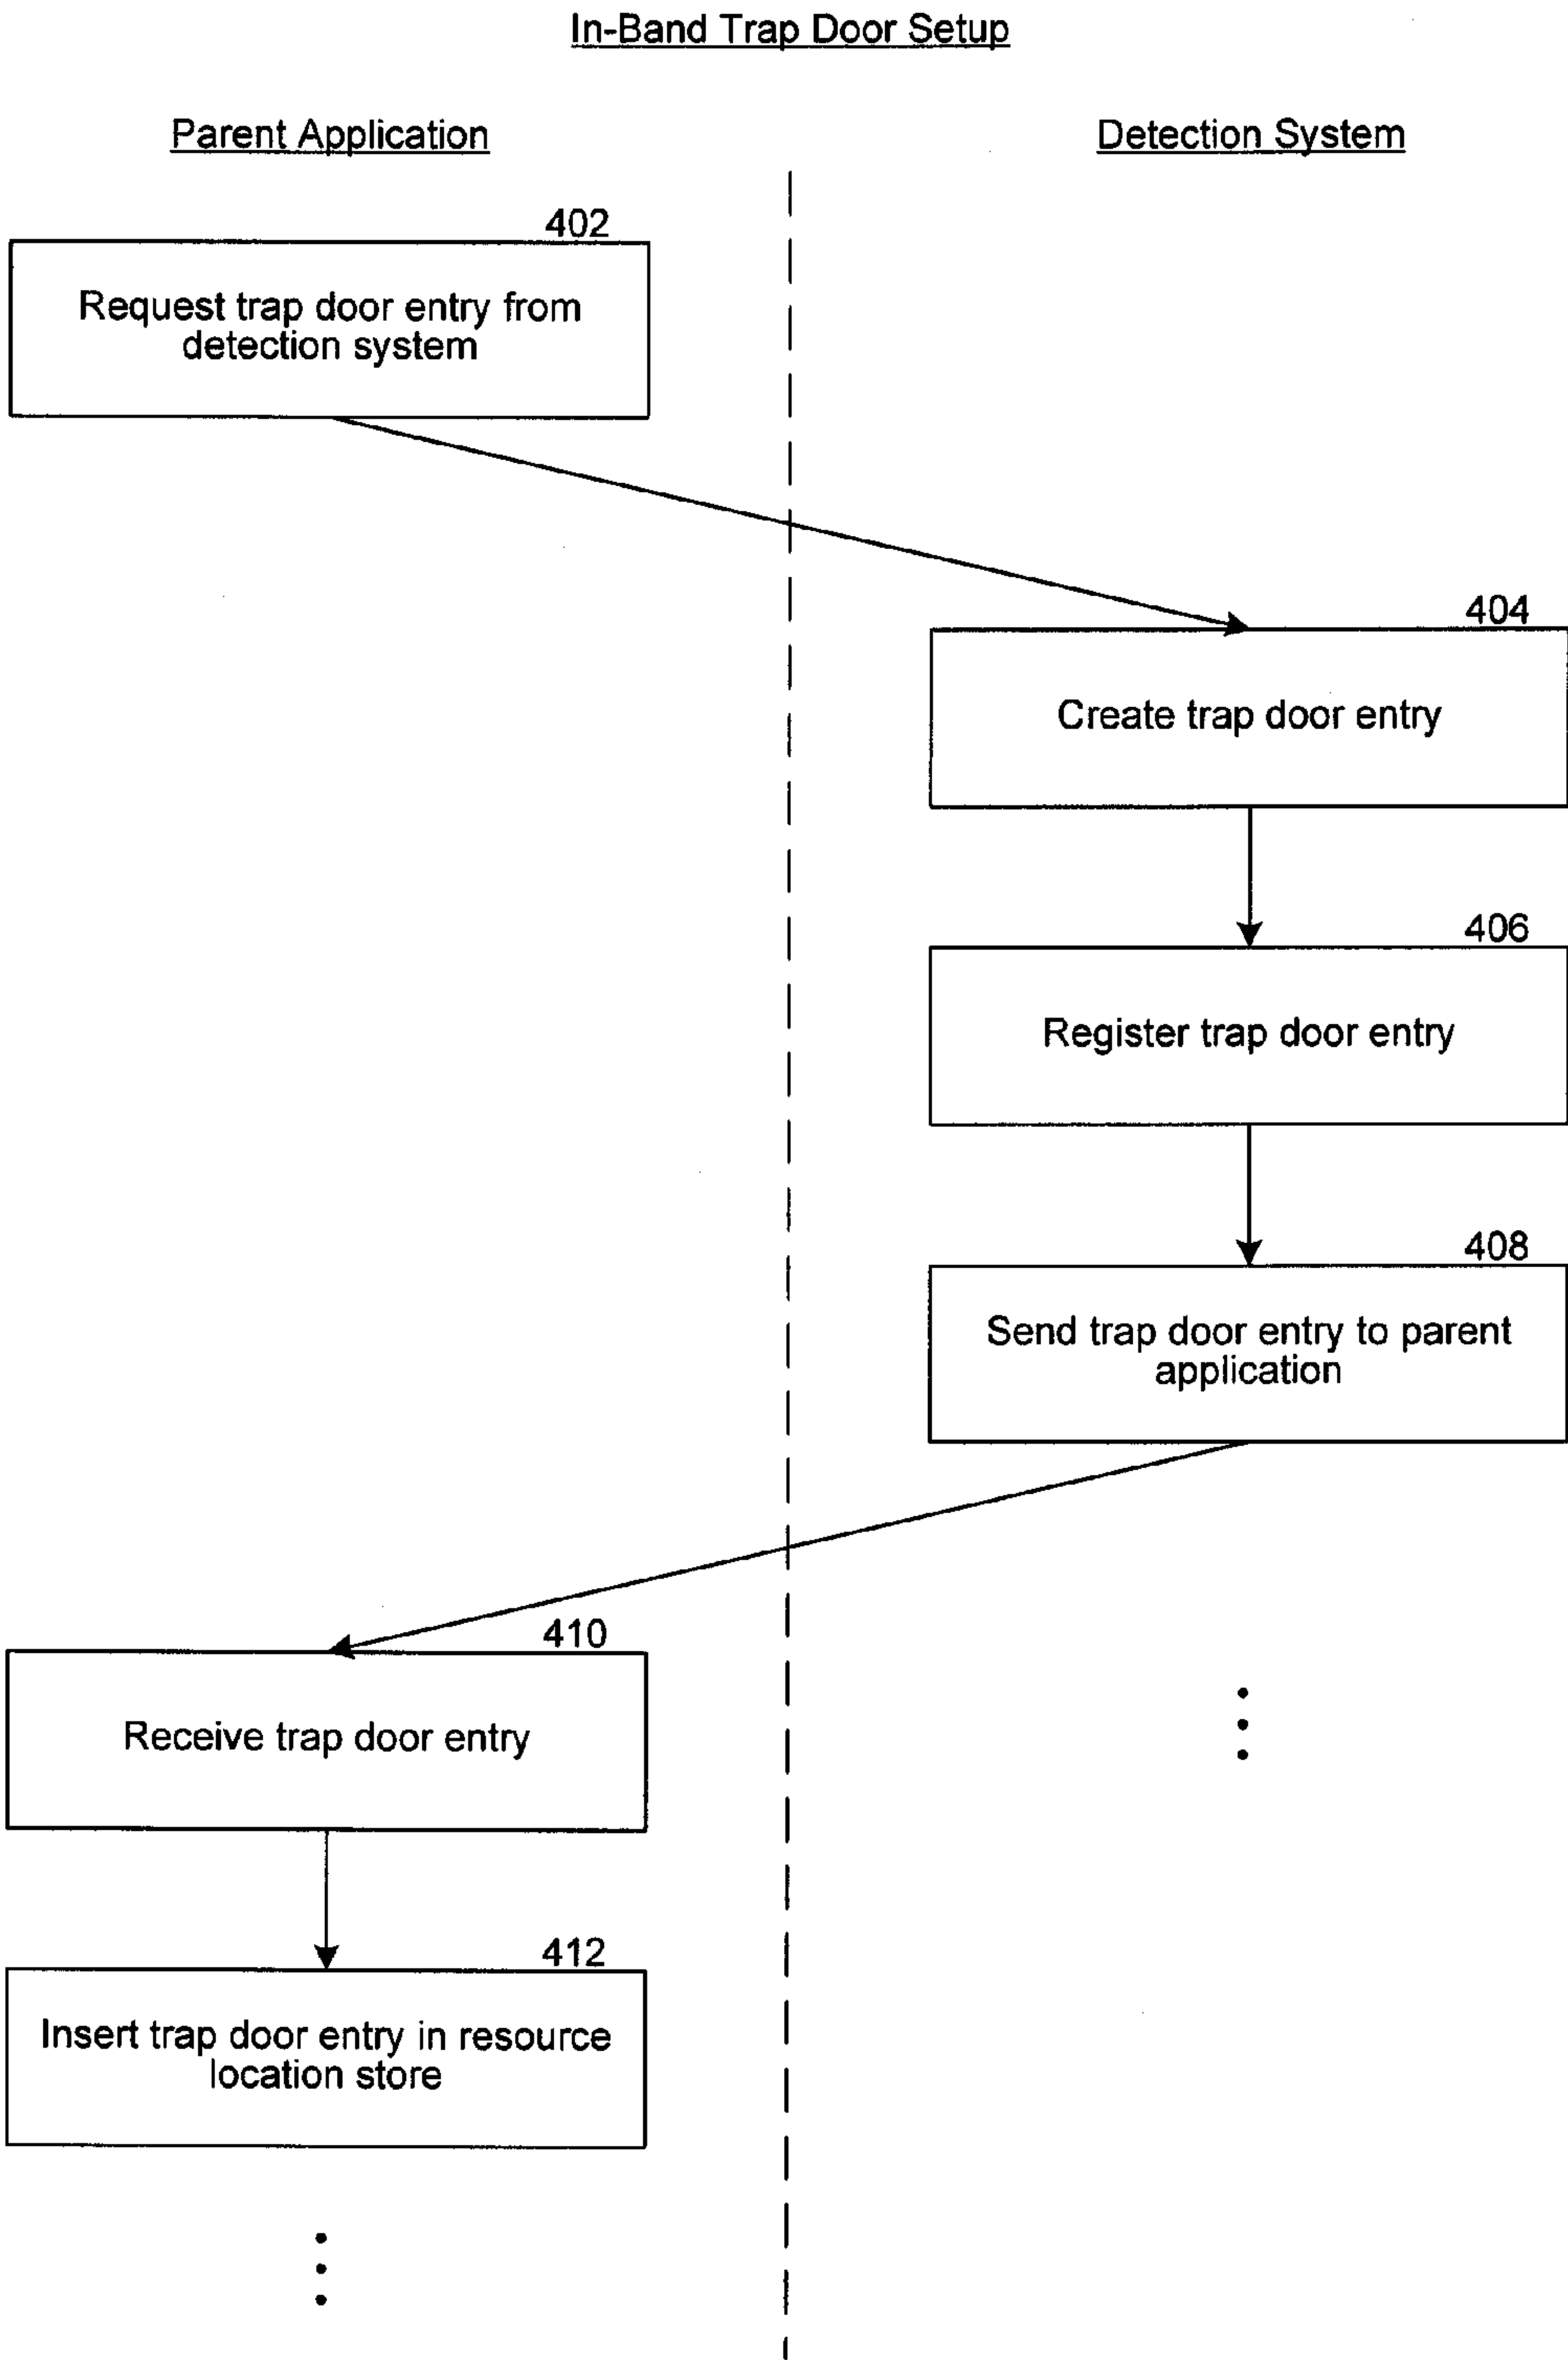 In-Band Trap Door Setup
Parent Application
Detection System
402
Request trap door entry from
detection system
404
Create trap door entry
406
Register trap door entry
408
Send trap door entry to parent
application
410
Receive trap door entry
412
Insert trap door entry in resource
location store